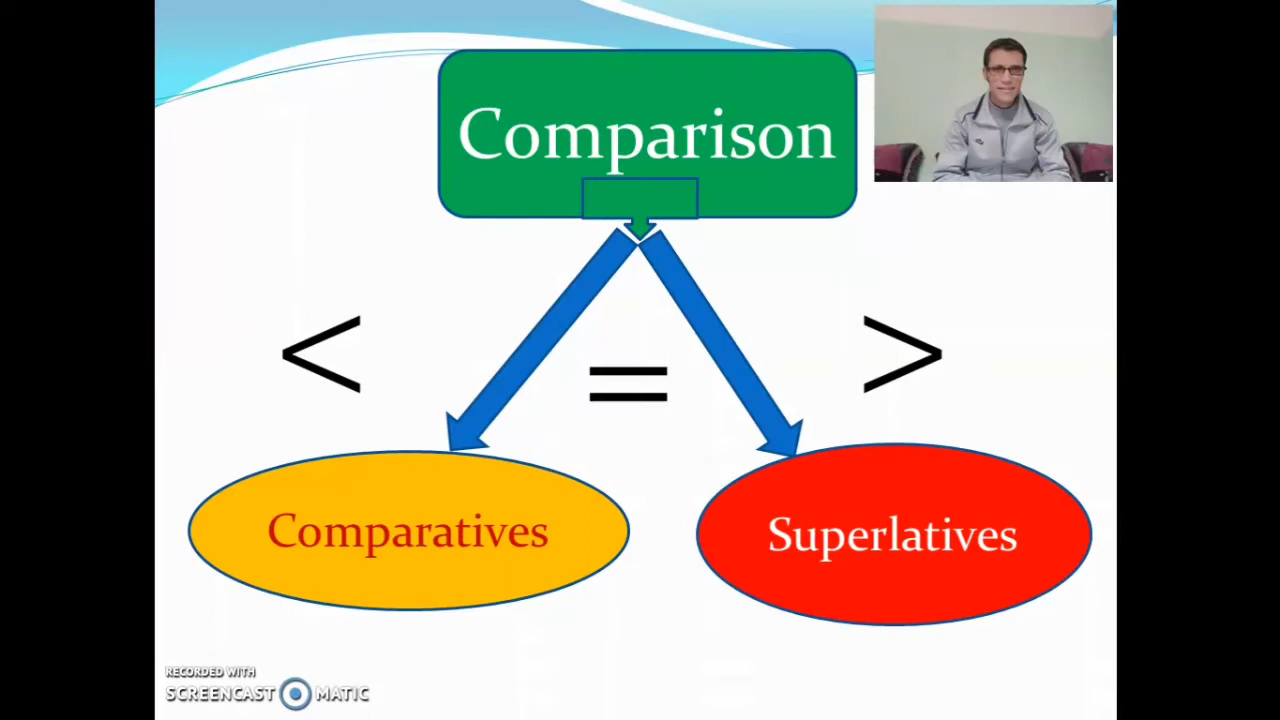 Comparison
<
=
>
Comparatives
Superlatives
RECORDED WITH
SCREENCAST MATIC